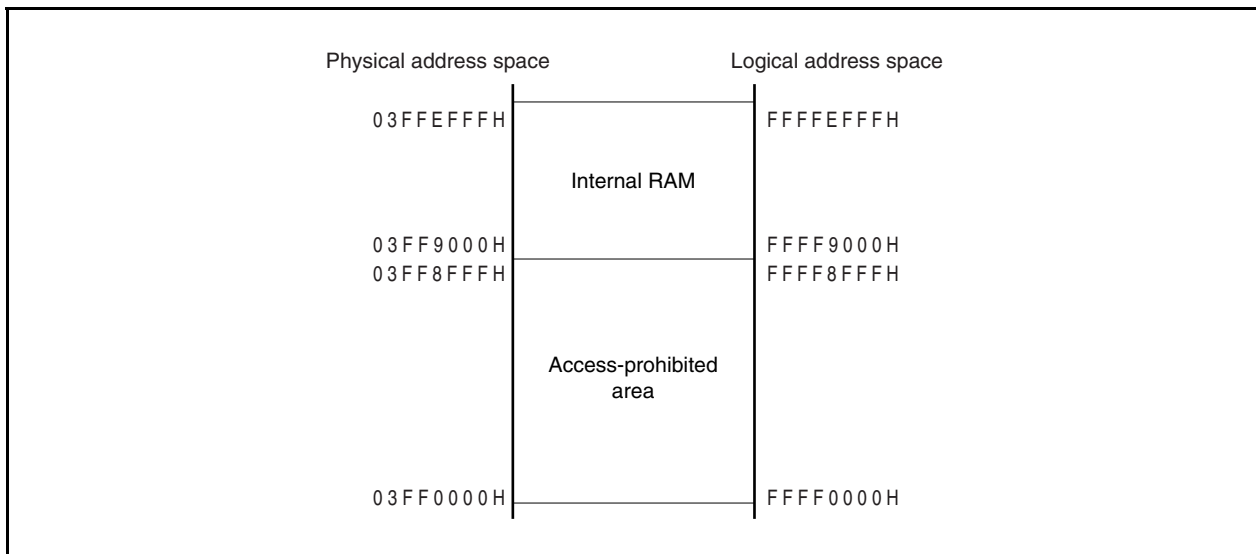 Physical address space Logical address space
03FFEFFFH FFFFEFFFH
Internal RAM
03FF9000H FFFF9000H
03FF8FFFH FFFF8FFFH
Access-prohibited
area
03FF0000H FFFF0000H